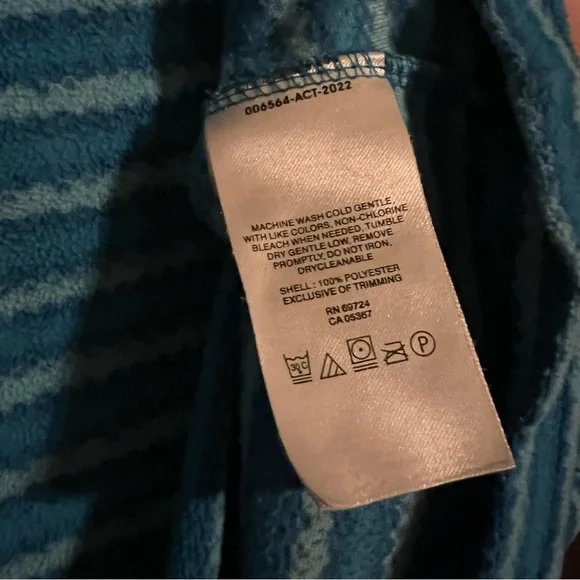 006564-ACT-2022
MACHINE WASH COLD GENTLE,
WITH LIKE COLORS, NON-CHLORINE
BLEACH WHEN NEEDED, TUMBLE
DRY GENTLE LOW, REMOVE
PROMPTLY, DO NOT IRON,
DRYCLEANABLE
SHELL: 100% POLYESTER
EXCLUSIVE OF TRIMMING
RN 69724
CA 05367
30C P